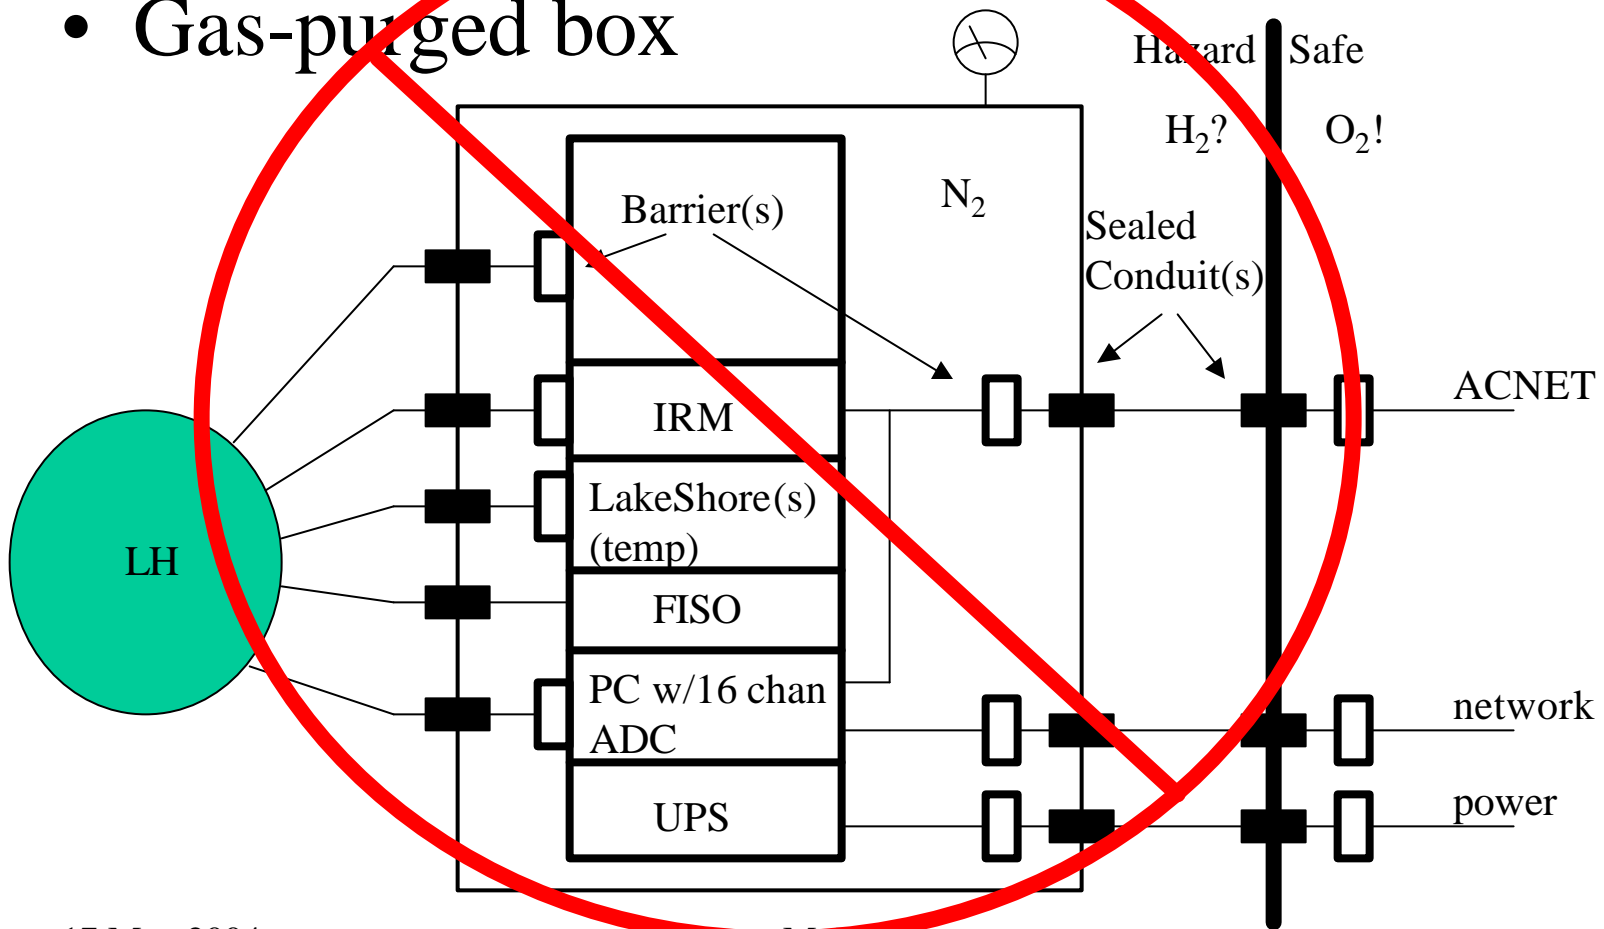 • Gas-purged box
Hazard Safe
H₂? O₂!
N₂
Barrier(s)
Sealed
Conduit(s)
IRM
ACNET
LakeShore(s)
(temp)
LH
FISO
PC w/16 chan
ADC
network
UPS
power